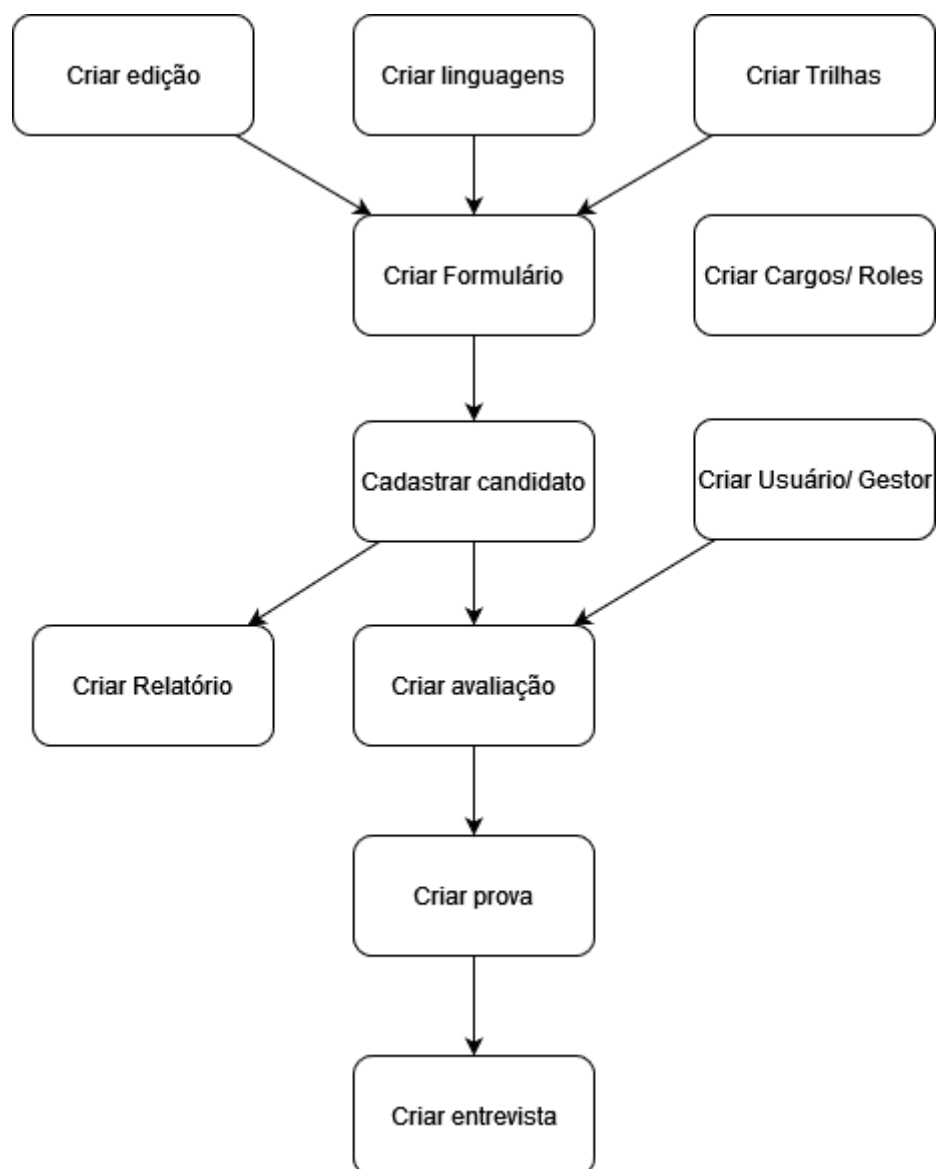 Criar edição
Criar linguagens
Criar Trilhas
Criar Formulário
Criar Cargos/ Roles
Cadastrar candidato
Criar Usuário/ Gestor
Criar Relatório
Criar avaliação
Criar prova
Criar entrevista